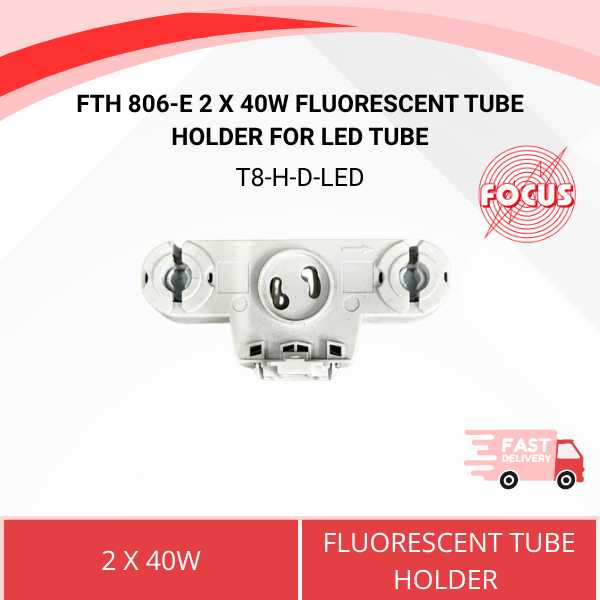 FTH 806-E 2 X 40W FLUORESCENT TUBE
HOLDER FOR LED TUBE
T8-H-D-LED
FOCUS
FAST
DELIVERY
2 X 40W
FLUORESCENT TUBE
HOLDER